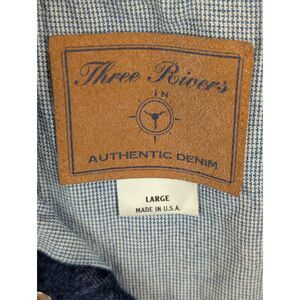 Three Rivers
IN
AUTHENTIC DENIM
LARGE
MADE IN U.S.A.